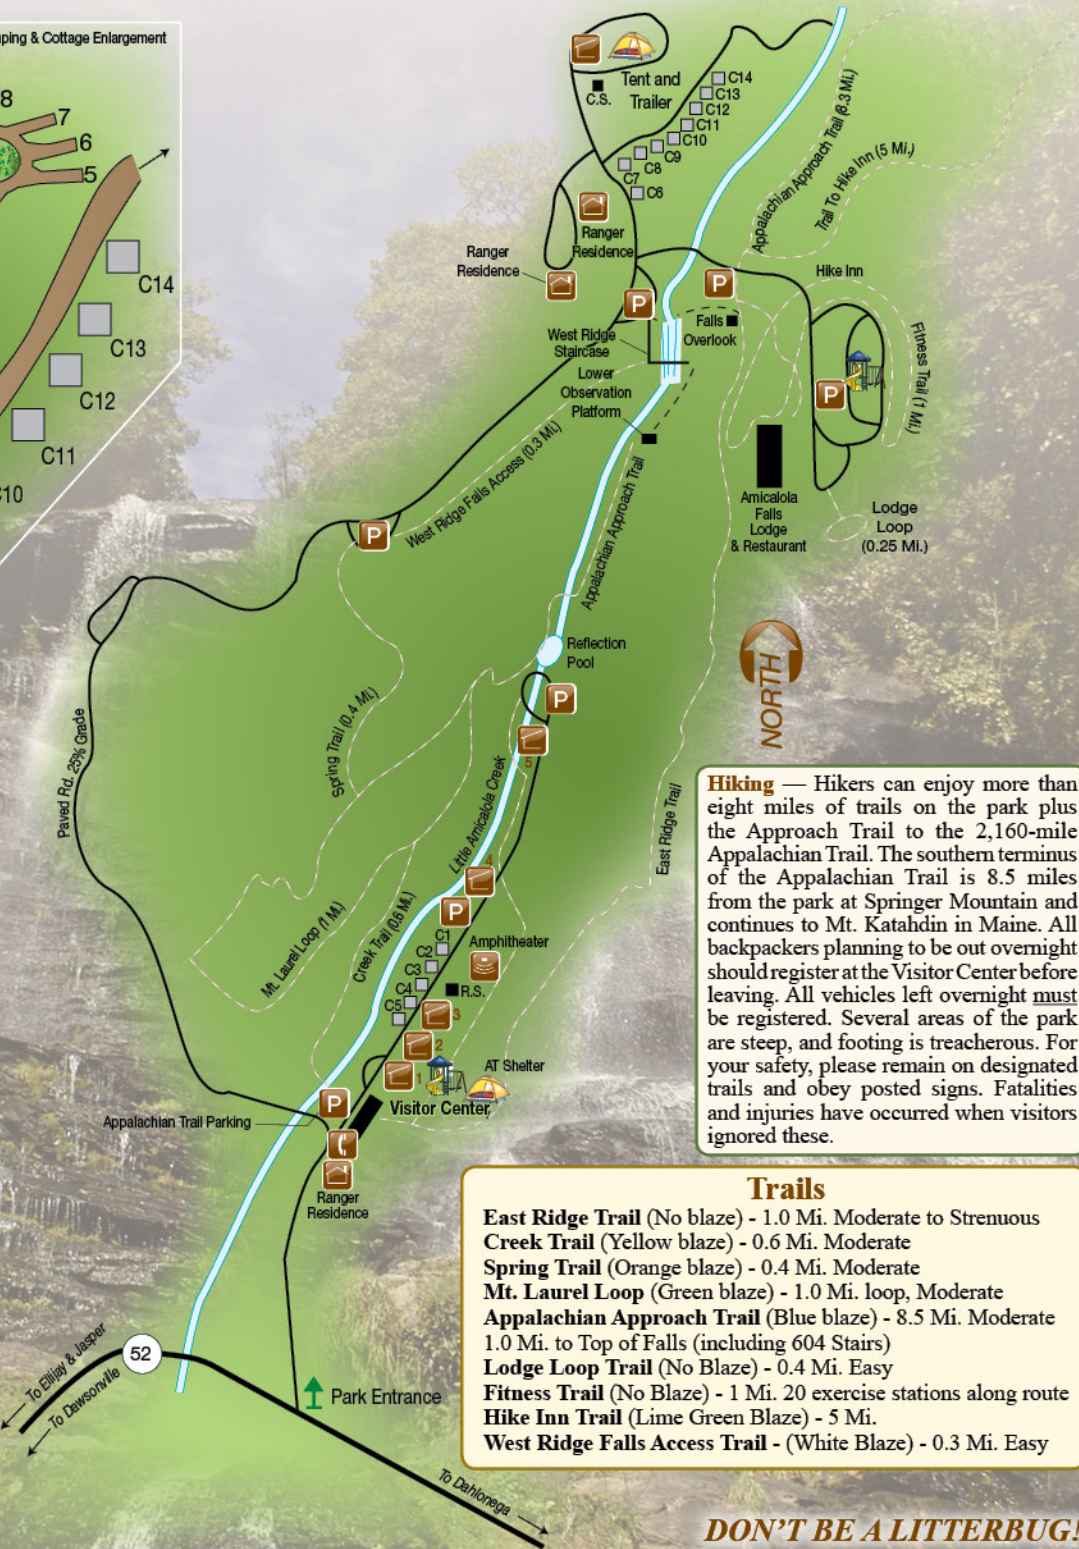 ping & Cottage Enlargement
8
7
6
5
C14
C13
C12
C11
C10
Tent and
Trailer
C.S.
C14
C13
C12
C11
C10
C9
C8
C7
C6
Appalachian Approach Trail (8.3 Mi.)
Trail To Hike Inn (5 Mi.)
Ranger
Residence
Ranger
Residence
Hike Inn
P
P
Falls
Overlook
West Ridge
Staircase
Lower
Observation
Platform
Fitness Trail (1 Mi.)
P
West Ridge Falls Access (0.3 Mi.)
P
Appalachian Approach Trail
Amicalola
Falls
Lodge
& Restaurant
Lodge
Loop
(0.25 Mi.)
Reflection
Pool
NORTH
P
5
Spring Trail (0.4 Mi.)
Paved Rd. 25% Grade
Little Amicalola Creek
East Ridge Trail
4
P
Mt. Laurel Loop (1 Mi.)
Creek Trail (0.6 Mi.)
C1
C2
C3
C4
C5
Amphitheater
R.S.
3
2
1
AT Shelter
Visitor Center
P
Appalachian Trail Parking
Ranger
Residence
Hiking — Hikers can enjoy more than
eight miles of trails on the park plus
the Approach Trail to the 2,160-mile
Appalachian Trail. The southern terminus
of the Appalachian Trail is 8.5 miles
from the park at Springer Mountain and
continues to Mt. Katahdin in Maine. All
backpackers planning to be out overnight
should register at the Visitor Center before
leaving. All vehicles left overnight must
be registered. Several areas of the park
are steep, and footing is treacherous. For
your safety, please remain on designated
trails and obey posted signs. Fatalities
and injuries have occurred when visitors
ignored these.
Trails
East Ridge Trail (No blaze) - 1.0 Mi. Moderate to Strenuous
Creek Trail (Yellow blaze) - 0.6 Mi. Moderate
Spring Trail (Orange blaze) - 0.4 Mi. Moderate
Mt. Laurel Loop (Green blaze) - 1.0 Mi. loop, Moderate
Appalachian Approach Trail (Blue blaze) - 8.5 Mi. Moderate
1.0 Mi. to Top of Falls (including 604 Stairs)
Lodge Loop Trail (No Blaze) - 0.4 Mi. Easy
Fitness Trail (No Blaze) - 1 Mi. 20 exercise stations along route
Hike Inn Trail (Lime Green Blaze) - 5 Mi.
West Ridge Falls Access Trail - (White Blaze) - 0.3 Mi. Easy
To Ellijay & Jasper
To Dawsonville
52
Park Entrance
To Dahlonega
DON'T BE A LITTERBUG!